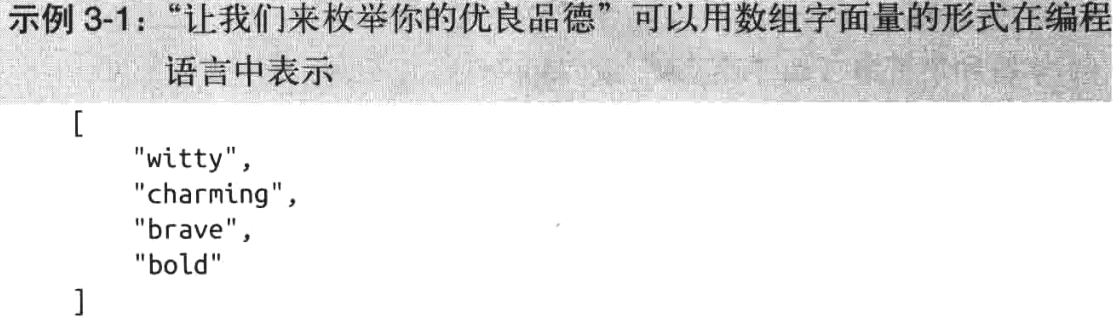 示例 3-1：“让我们来枚举你的优良品德”可以用数组字面量的形式在编程
语言中表示
[
"witty",
"charming",
"brave",
"bold"
]